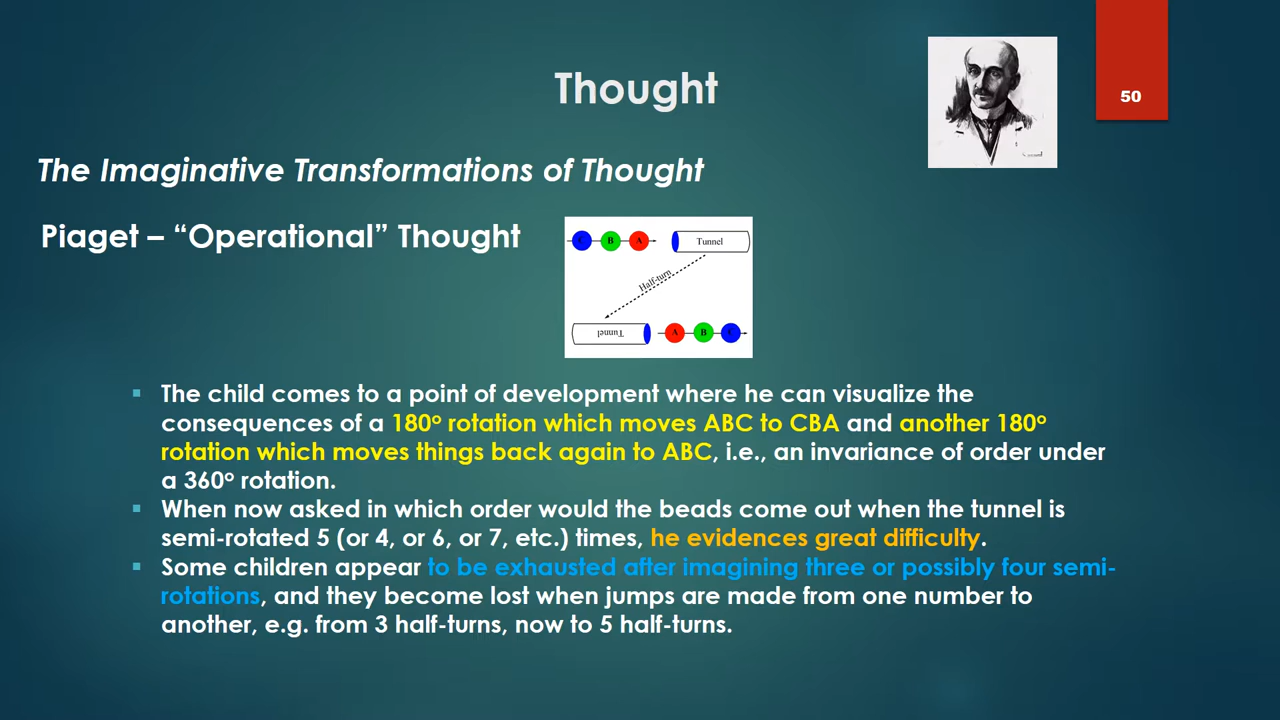 Thought
50
The Imaginative Transformations of Thought
Piaget – “Operational” Thought
C B A Tunnel
Half-turn
Tunnel A B C
The child comes to a point of development where he can visualize the
consequences of a 180° rotation which moves ABC to CBA and another 180°
rotation which moves things back again to ABC, i.e., an invariance of order under
a 360° rotation.
When now asked in which order would the beads come out when the tunnel is
semi-rotated 5 (or 4, or 6, or 7, etc.) times, he evidences great difficulty.
Some children appear to be exhausted after imagining three or possibly four semi-
rotations, and they become lost when jumps are made from one number to
another, e.g. from 3 half-turns, now to 5 half-turns.